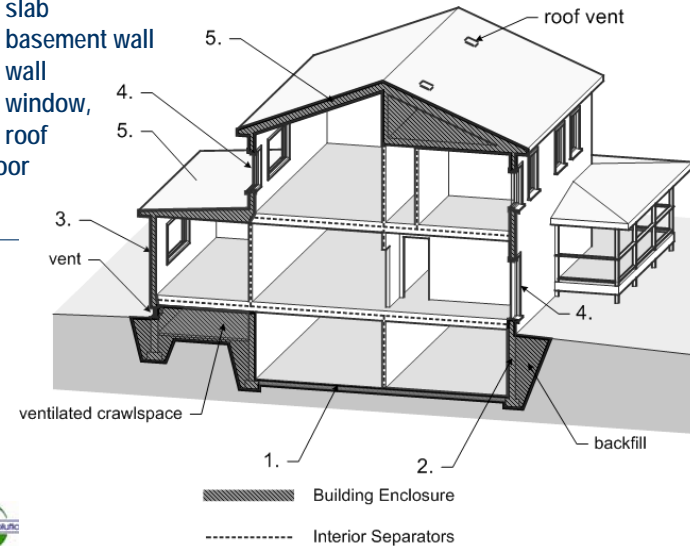 slab
basement wall
wall
window,
roof
roof vent
5.
4.
5.
3.
vent
4.
ventilated crawlspace
backfill
1.
2.
Building Enclosure
Interior Separators